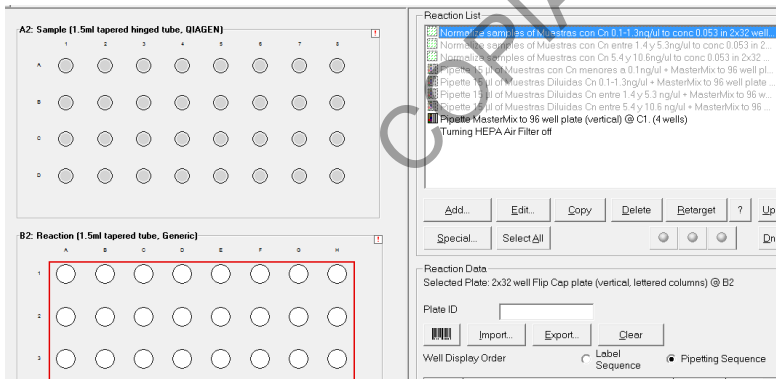 A2: Sample (1.5ml tapered hinged tube, QIAGEN)
!
1 2 3 4 5 6 7 8
A
B
C
D
B2: Reaction (1.5ml tapered tube, Generic)
!
A B C D E F G H
1
2
3
Reaction List
Normalize samples of Muestras con Cn 0.1-1.3ng/ul to conc 0.053 in 2x32 well...
Normalize samples of Muestras con Cn entre 1.4 y 5.3ng/ul to conc 0.053 in 2...
Normalize samples of Muestras con Cn 5.4 y 10.6ng/ul to conc 0.053 in 2x32 ...
Pipette 15 µl of Muestras con Cn menores a 0.1ng/ul + MasterMix to 96 well pl...
Pipette 15 µl of Muestras Diluidas Cn 0.1-1.3ng/ul + MasterMix to 96 well plate ...
Pipette 15 µl of Muestras Diluidas Cn entre 1.4 y 5.3 ng/ul + MasterMix to 96 w...
Pipette 15 µl of Muestras Diluidas Cn entre 5.4 y 10.6 ng/ul + MasterMix to 96 ...
Pipette MasterMix to 96 well plate (vertical) @ C1. (4 wells)
Turning HEPA Air Filter off
Add... Edit... Copy Delete Retarget ? Up
Special... Select All Dn
Reaction Data
Selected Plate: 2x32 well Flip Cap plate (vertical, lettered columns) @ B2
Plate ID
Import... Export... Clear
Well Display Order Label Sequence Pipetting Sequence